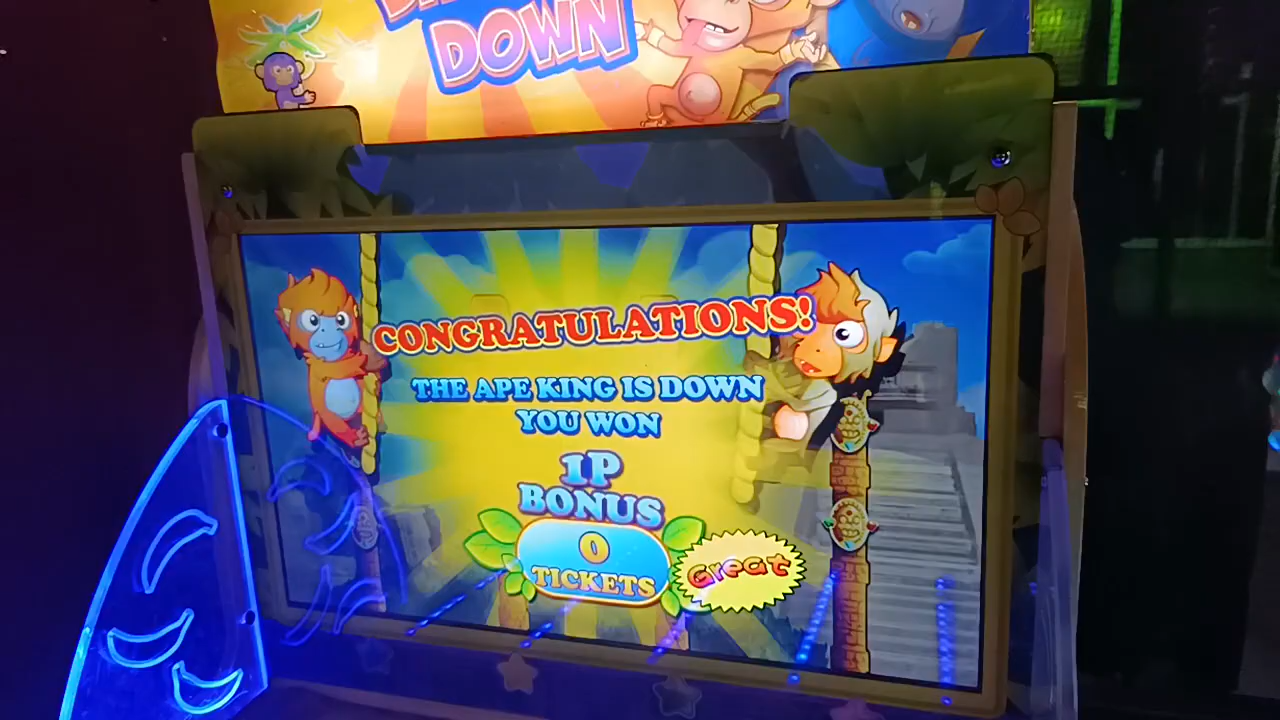 DOWN
CONGRATULATIONS!
THE APE KING IS DOWN
YOU WON
1P
BONUS
0
TICKETS
Great